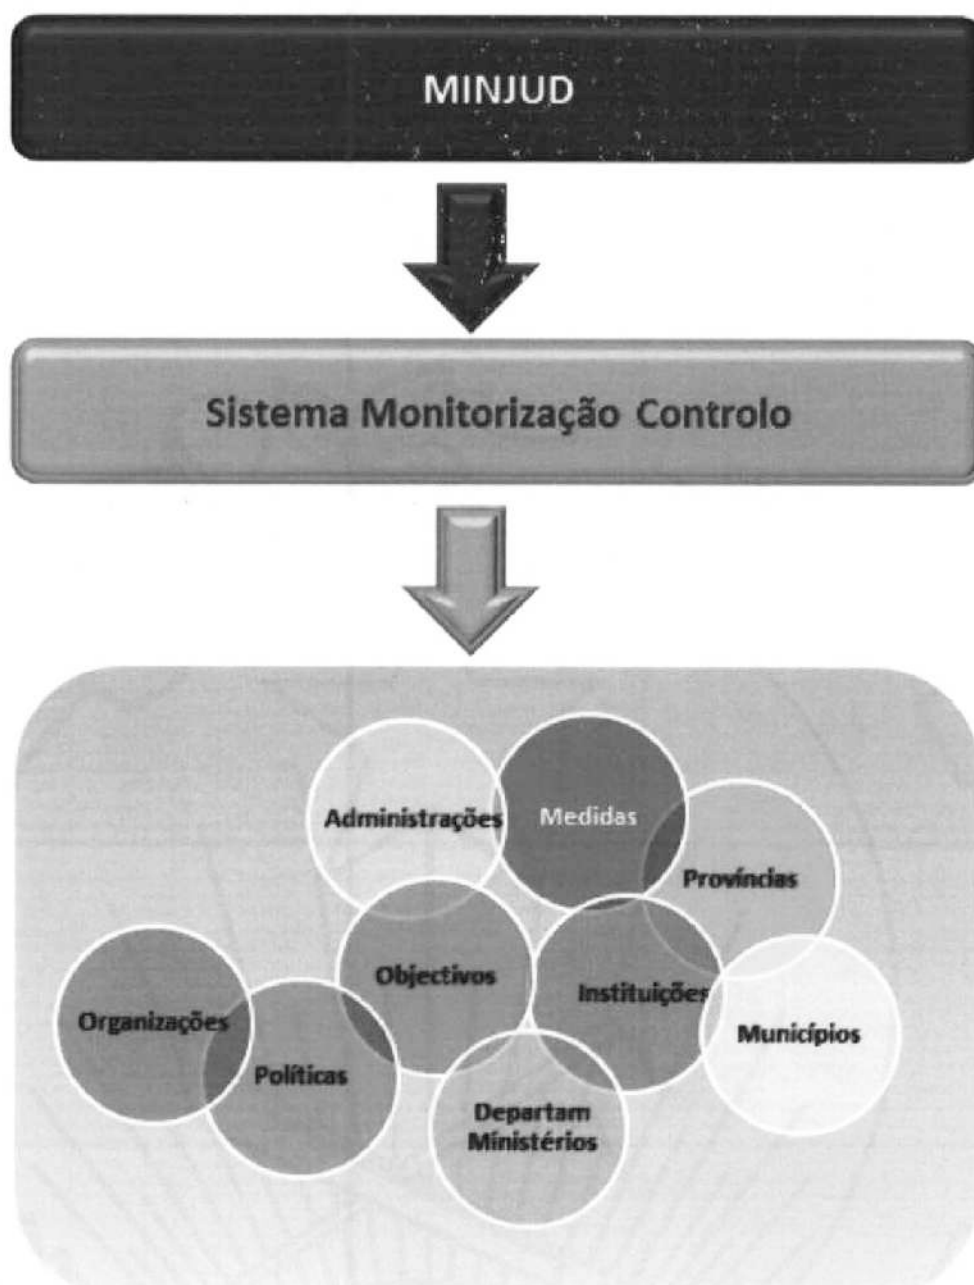 MINJUD
Sistema Monitorização Controlo
Administrações
Medidas
Províncias
Objectivos
Instituições
Organizações
Políticas
Municípios
Departam
Ministérios